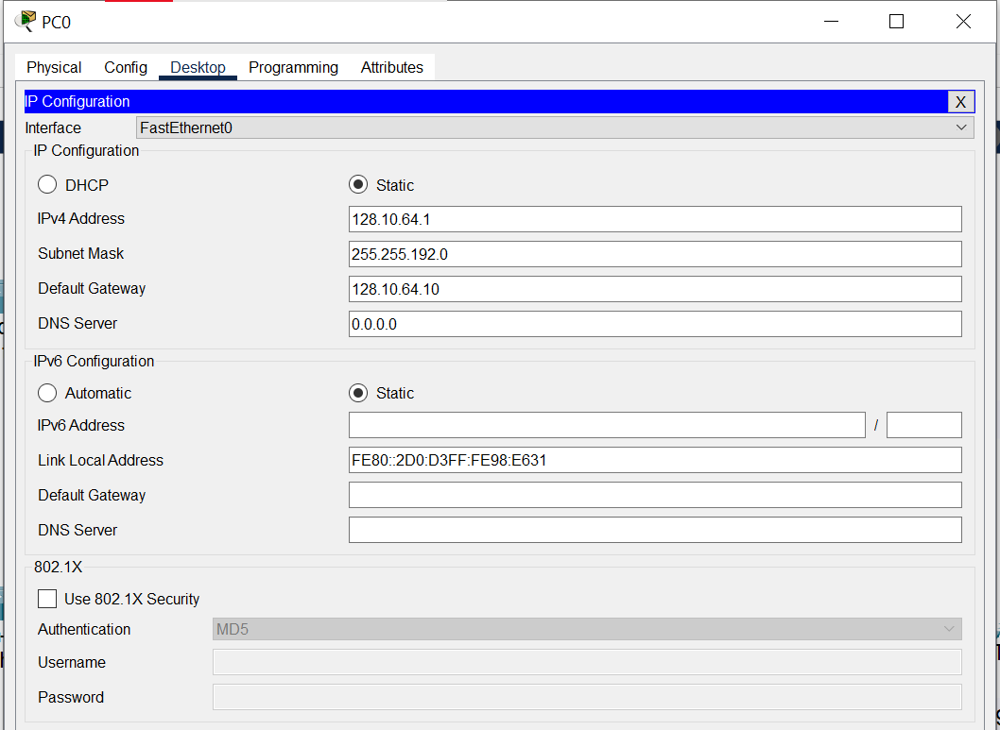 PC0
Physical Config Desktop Programming Attributes
IP Configuration X
Interface FastEthernet0
IP Configuration
DHCP Static
IPv4 Address 128.10.64.1
Subnet Mask 255.255.192.0
Default Gateway 128.10.64.10
DNS Server 0.0.0.0
IPv6 Configuration
Automatic Static
IPv6 Address /
Link Local Address FE80::2D0:D3FF:FE98:E631
Default Gateway
DNS Server
802.1X
Use 802.1X Security
Authentication MD5
Username
Password